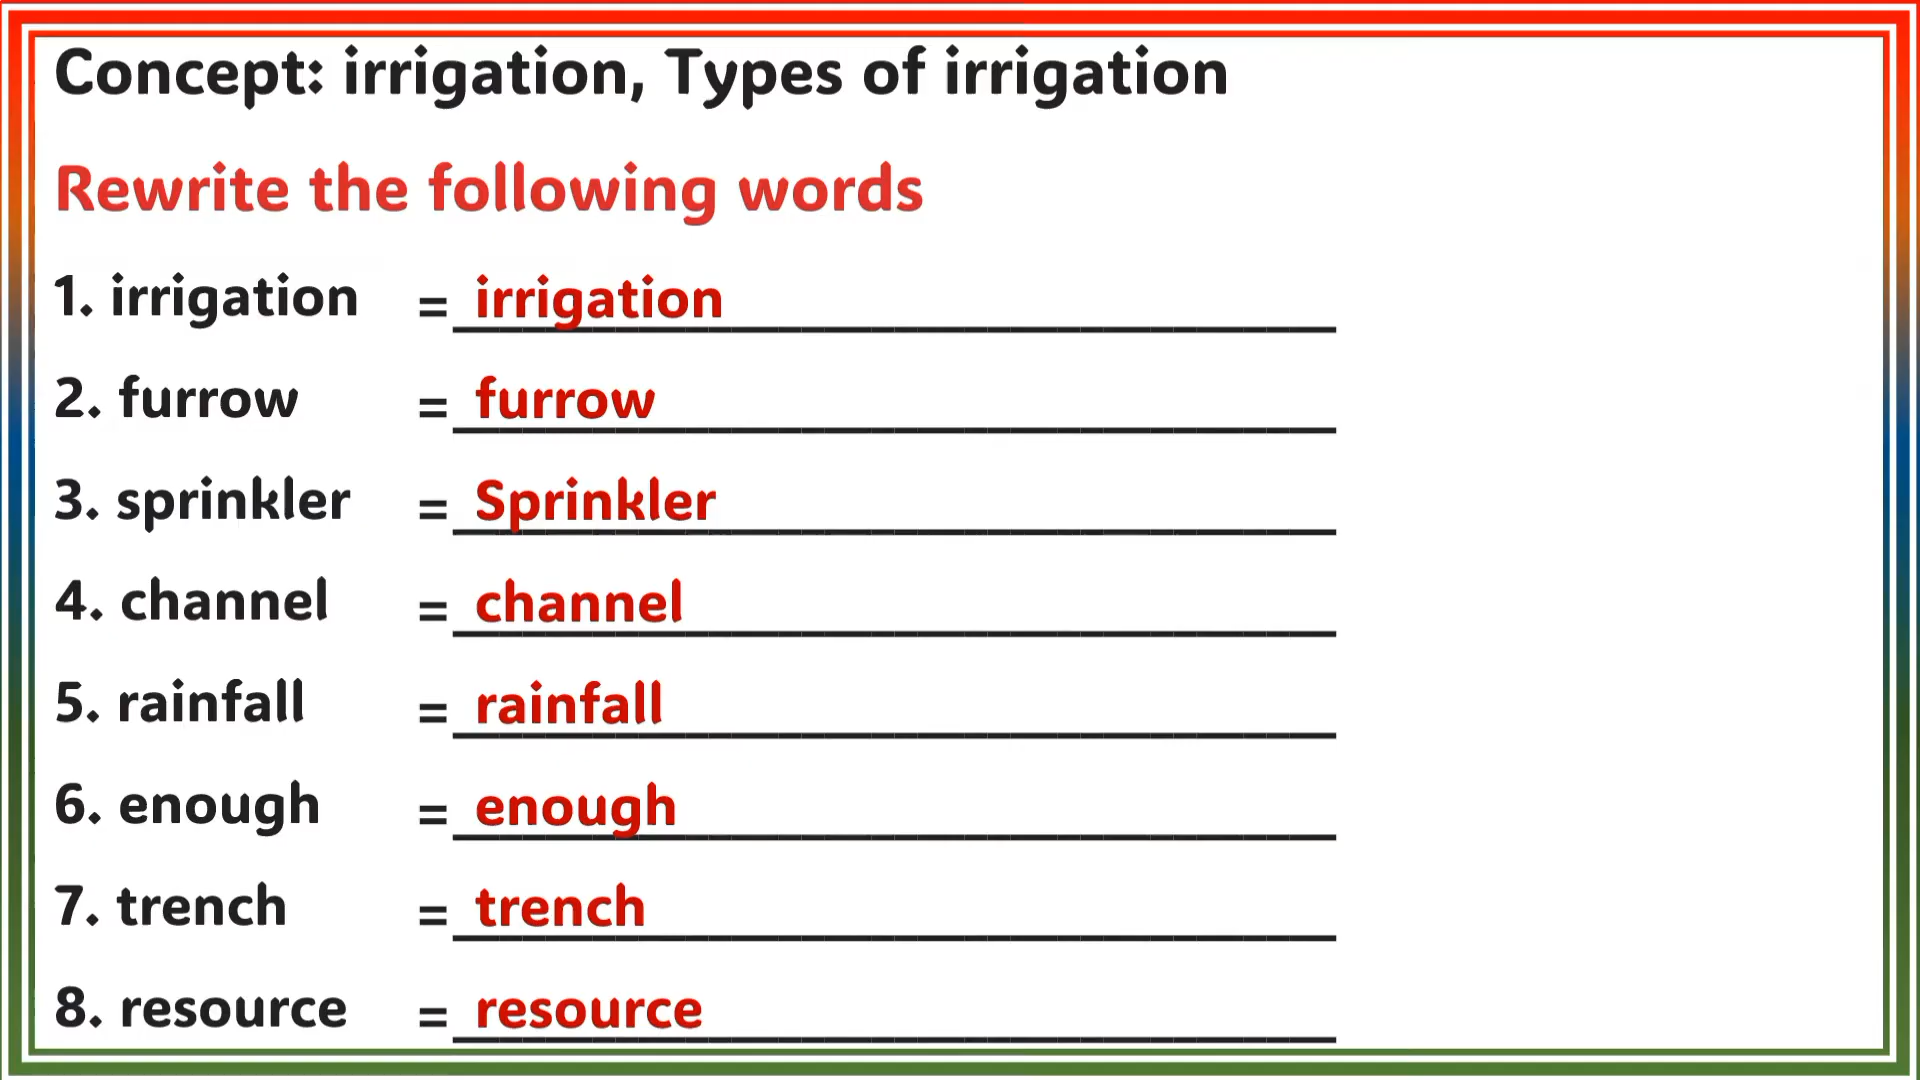 Concept: irrigation, Types of irrigation
Rewrite the following words
1. irrigation = irrigation
2. furrow = furrow
3. sprinkler = Sprinkler
4. channel = channel
5. rainfall = rainfall
6. enough = enough
7. trench = trench
8. resource = resource